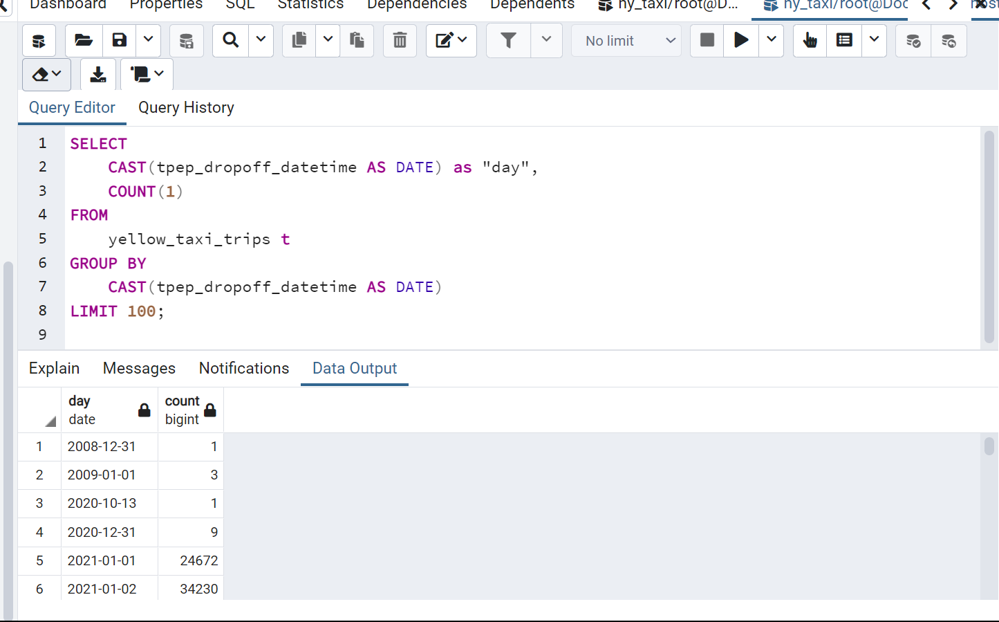 Dashboard Properties SQL Statistics Dependencies Dependents ny_taxi/root@D... ny_taxi/root@Doc
No limit
Query Editor Query History
1 SELECT
2 CAST(tpep_dropoff_datetime AS DATE) as "day",
3 COUNT(1)
4 FROM
5 yellow_taxi_trips t
6 GROUP BY
7 CAST(tpep_dropoff_datetime AS DATE)
8 LIMIT 100;
9
Explain Messages Notifications Data Output
day count
date bigint
1 2008-12-31 1
2 2009-01-01 3
3 2020-10-13 1
4 2020-12-31 9
5 2021-01-01 24672
6 2021-01-02 34230